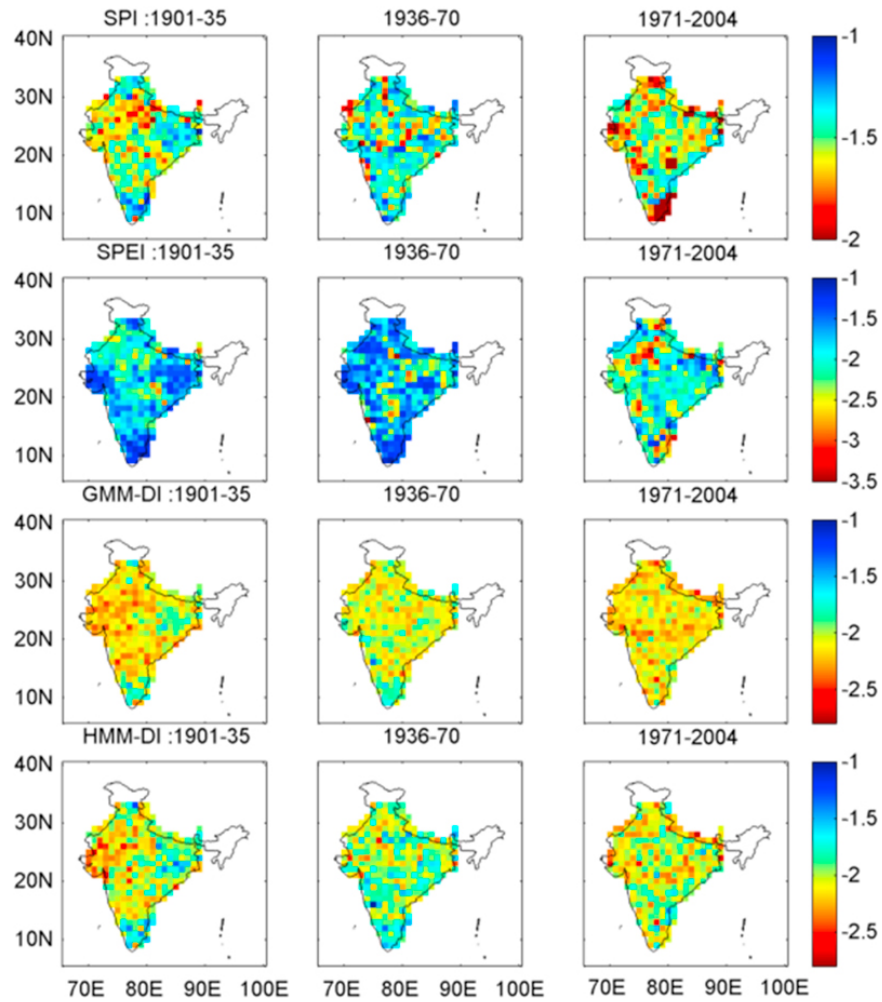 SPI :1901-35 1936-70 1971-2004
40N
30N
20N
10N
-1
-1.5
-2
SPEI :1901-35 1936-70 1971-2004
40N
30N
20N
10N
-1
-1.5
-2
-2.5
-3
-3.5
GMM-DI :1901-35 1936-70 1971-2004
40N
30N
20N
10N
-1
-1.5
-2
-2.5
HMM-DI :1901-35 1936-70 1971-2004
40N
30N
20N
10N
-1
-1.5
-2
-2.5
70E 80E 90E 100E 70E 80E 90E 100E 70E 80E 90E 100E